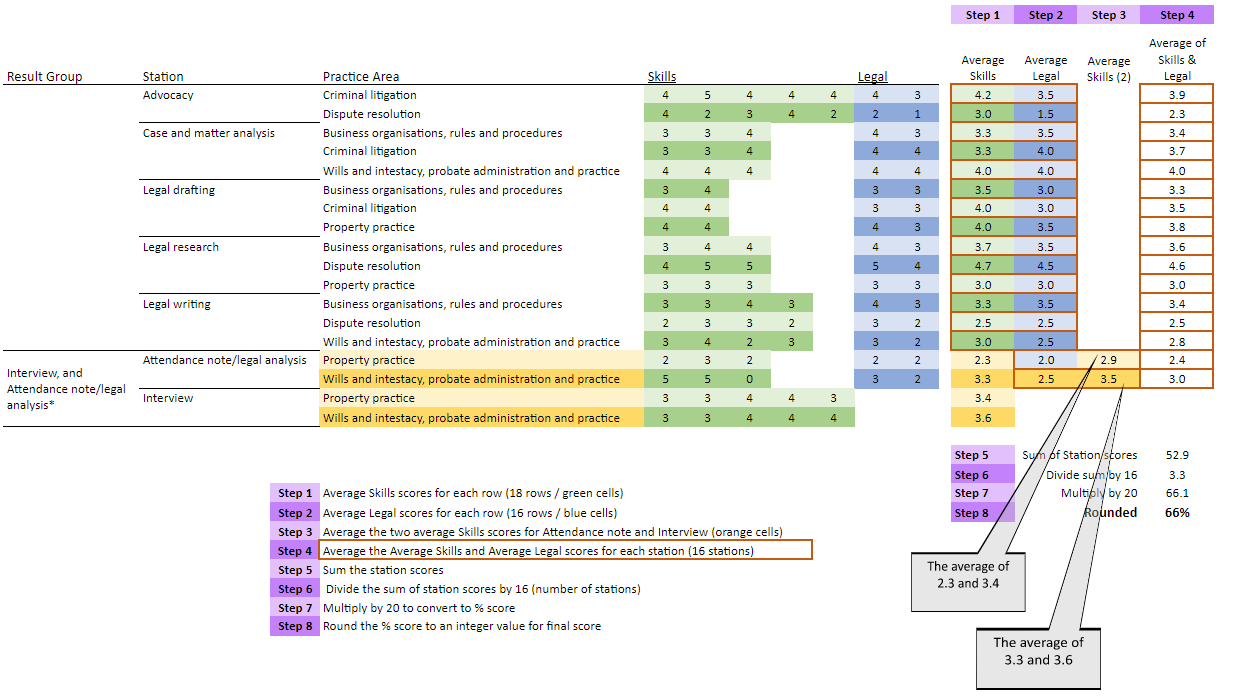 Step 1 Step 2 Step 3 Step 4
Result Group Station Practice Area Skills Legal Average Skills Average Legal Average Skills (2) Average of Skills & Legal
Advocacy Criminal litigation 4 5 4 4 4 4 3 4.2 3.5 3.9
Dispute resolution 4 2 3 4 2 2 1 3.0 1.5 2.3
Case and matter analysis Business organisations, rules and procedures 3 3 4 4 3 3.3 3.5 3.4
Criminal litigation 3 3 4 4 4 3.3 4.0 3.7
Wills and intestacy, probate administration and practice 4 4 4 4 4 4.0 4.0 4.0
Legal drafting Business organisations, rules and procedures 3 4 3 3 3.5 3.0 3.3
Criminal litigation 4 4 3 3 4.0 3.0 3.5
Property practice 4 4 4 3 4.0 3.5 3.8
Legal research Business organisations, rules and procedures 3 4 4 4 3 3.7 3.5 3.6
Dispute resolution 4 5 5 5 4 4.7 4.5 4.6
Property practice 3 3 3 3 3 3.0 3.0 3.0
Legal writing Business organisations, rules and procedures 3 3 4 3 4 3 3.3 3.5 3.4
Dispute resolution 2 3 3 2 3 2 2.5 2.5 2.5
Wills and intestacy, probate administration and practice 3 4 2 3 3 2 3.0 2.5 2.8
Interview, and
Attendance note/legal
analysis*
Attendance note/legal analysis Property practice 2 3 2 2 2 2.3 2.0 2.9 2.4
Wills and intestacy, probate administration and practice 5 5 0 3 2 3.3 2.5 3.5 3.0
Interview Property practice 3 3 4 4 3 3.4
Wills and intestacy, probate administration and practice 3 3 4 4 4 3.6
Step 5 Sum of Station scores 52.9
Step 6 Divide sum by 16 3.3
Step 7 Multiply by 20 66.1
Step 8 Rounded 66%
Step 1 Average Skills scores for each row (18 rows / green cells)
Step 2 Average Legal scores for each row (16 rows / blue cells)
Step 3 Average the two average Skills scores for Attendance note and Interview (orange cells)
Step 4 Average the Average Skills and Average Legal scores for each station (16 stations)
Step 5 Sum the station scores
Step 6 Divide the sum of station scores by 16 (number of stations)
Step 7 Multiply by 20 to convert to % score
Step 8 Round the % score to an integer value for final score
The average of
2.3 and 3.4
The average of
3.3 and 3.6